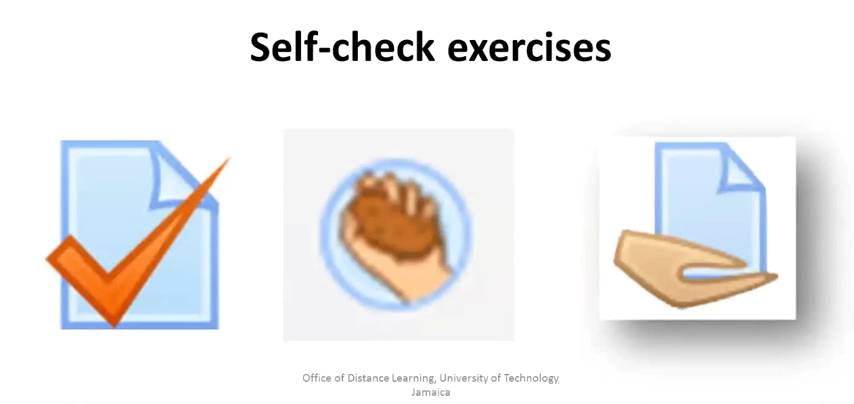 Self-check exercises
Office of Distance Learning, University of Technology,
Jamaica